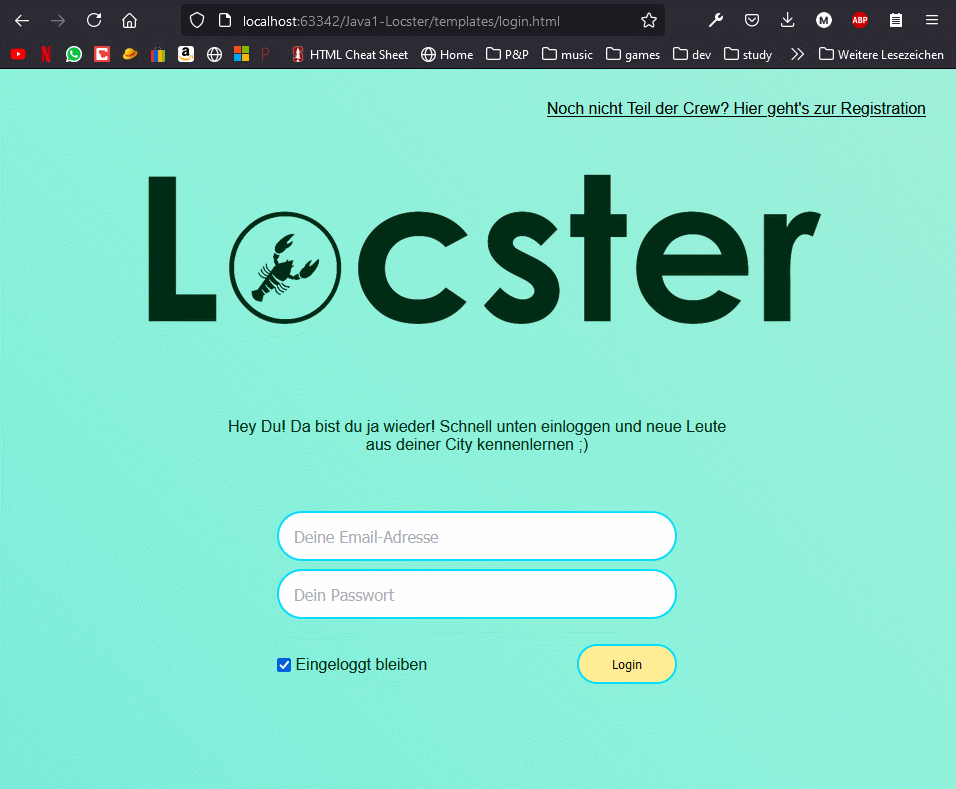 localhost:63342/Java1-Locster/templates/login.html
M
ABP
HTML Cheat Sheet Home P&P music games dev study Weitere Lesezeichen
Noch nicht Teil der Crew? Hier geht's zur Registration
Locster
Hey Du! Da bist du ja wieder! Schnell unten einloggen und neue Leute
aus deiner City kennenlernen ;)
Deine Email-Adresse
Dein Passwort
Eingeloggt bleiben
Login